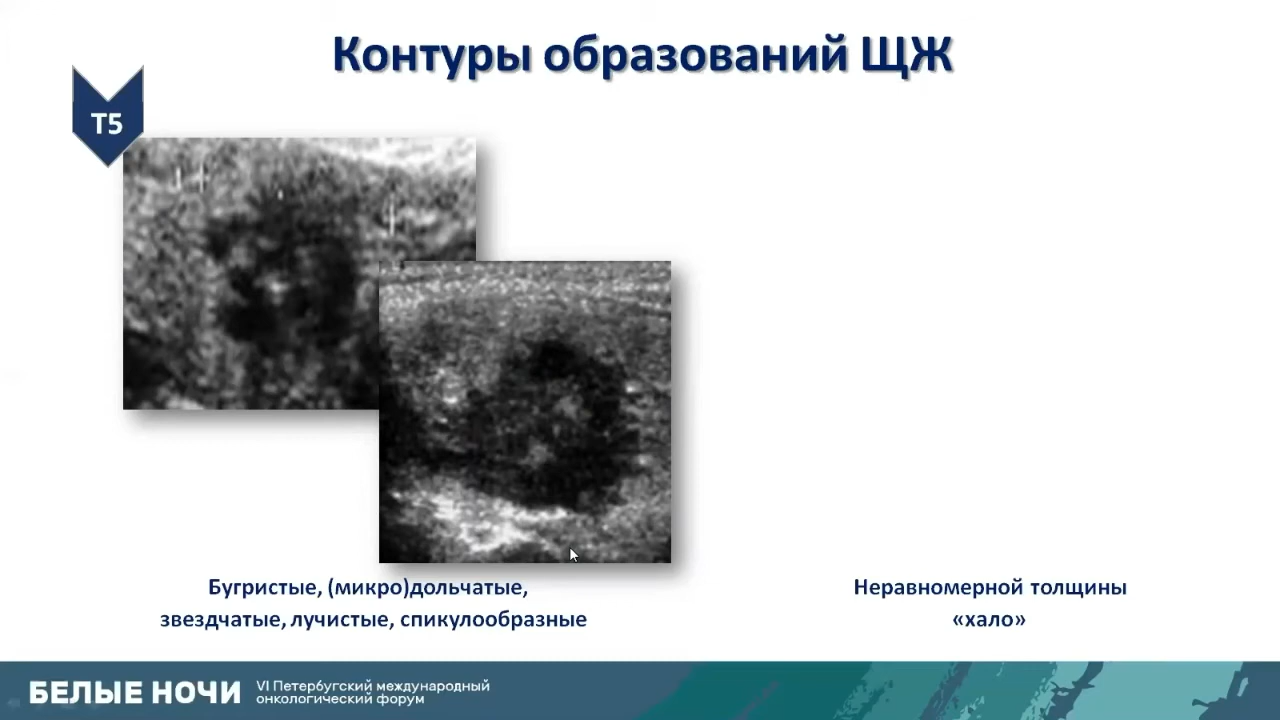 Контуры образований ЩЖ
T5
Бугристые, (микро)дольчатые,
звездчатые, лучистые, спикулообразные
Неравномерной толщины
«хало»
БЕЛЫЕ НОЧИ
VI Петербургский международный
онкологический форум